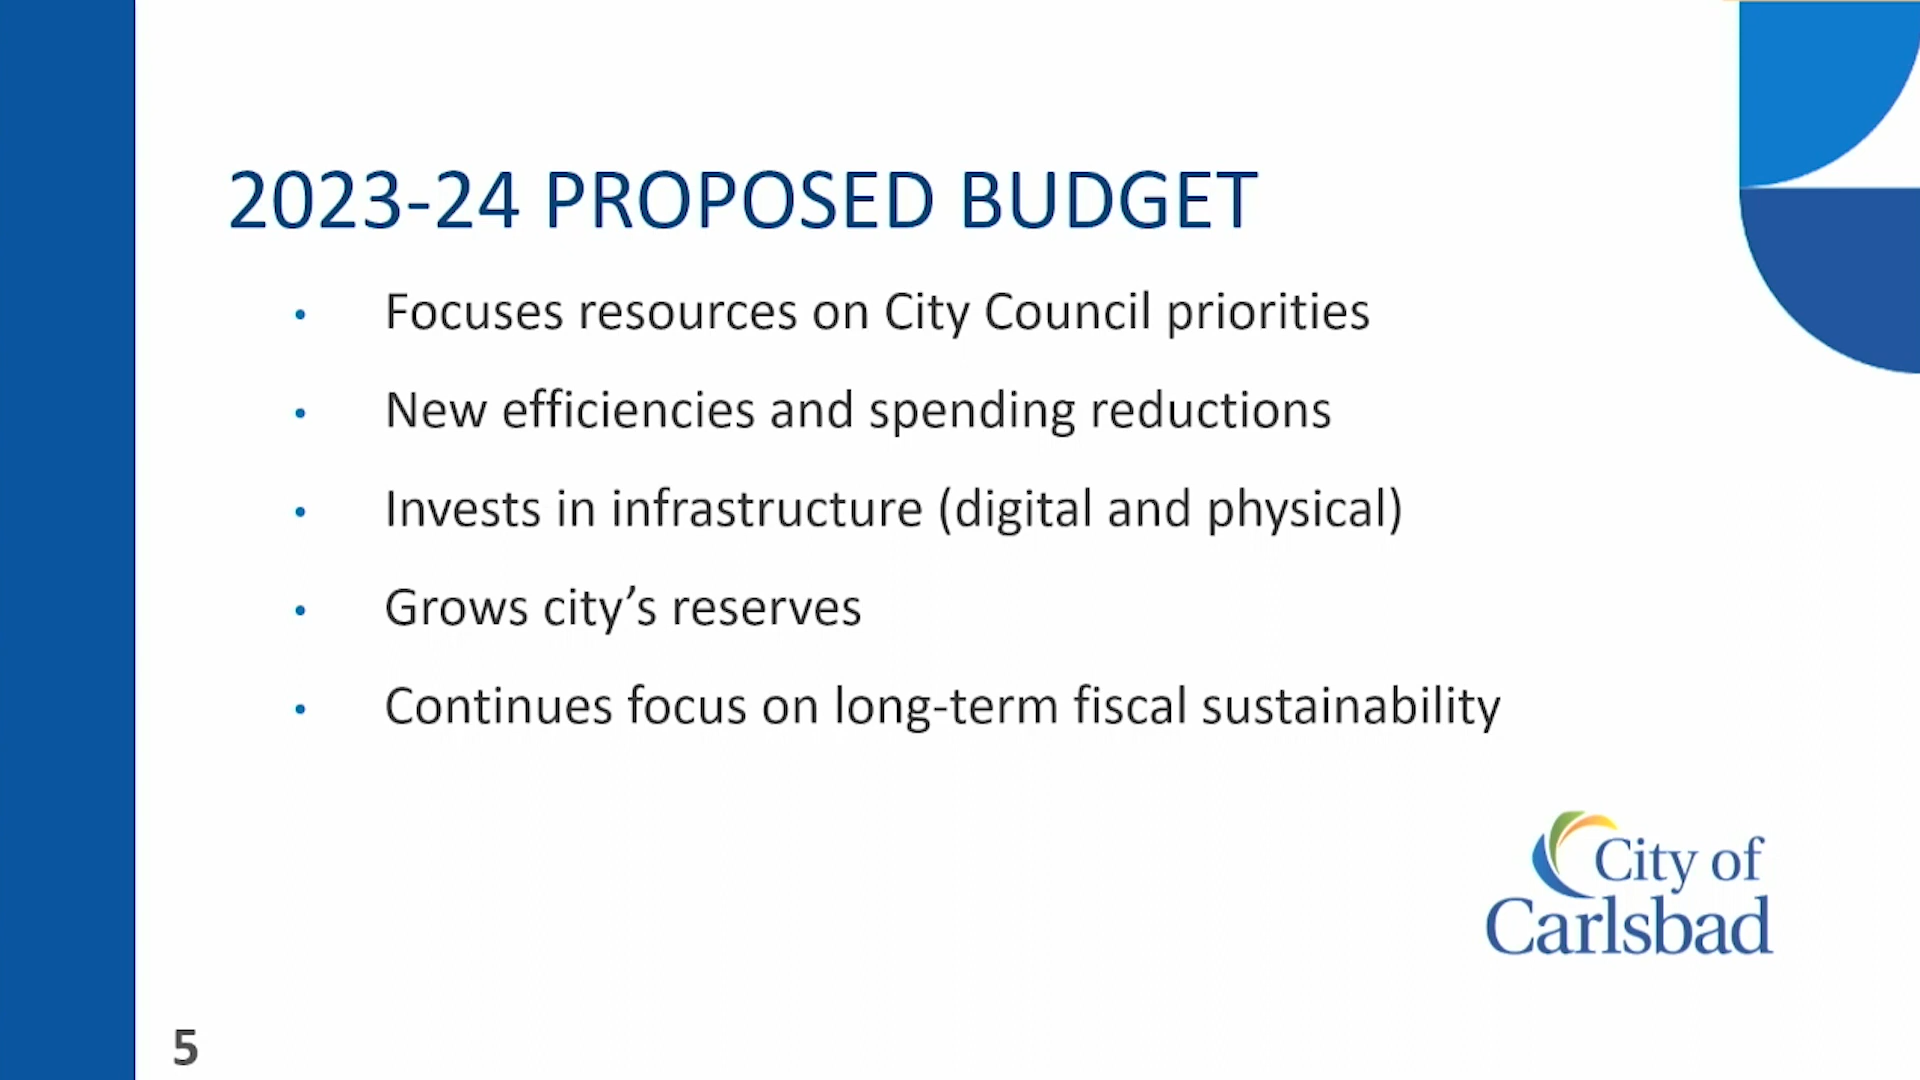 2023-24 PROPOSED BUDGET
• Focuses resources on City Council priorities
• New efficiencies and spending reductions
• Invests in infrastructure (digital and physical)
• Grows city’s reserves
• Continues focus on long-term fiscal sustainability
City of
Carlsbad
5